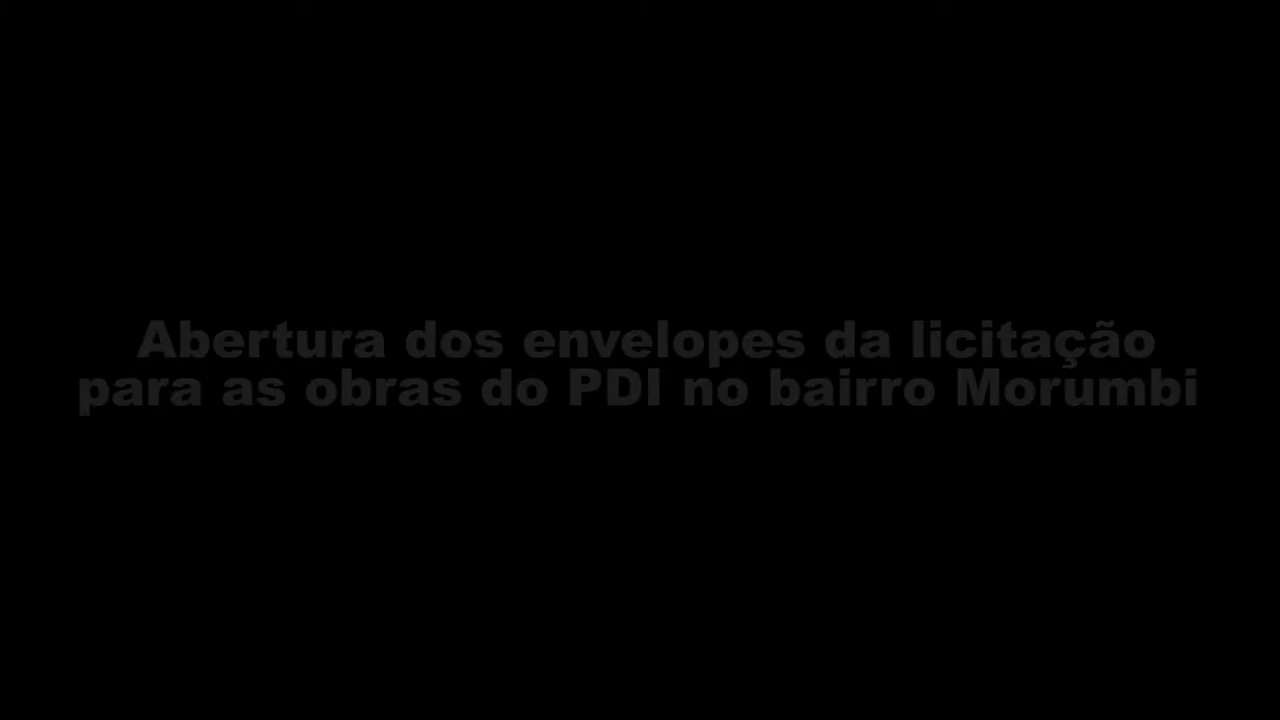 Abertura dos envelopes da licitação
para as obras do PDI no bairro Morumbi